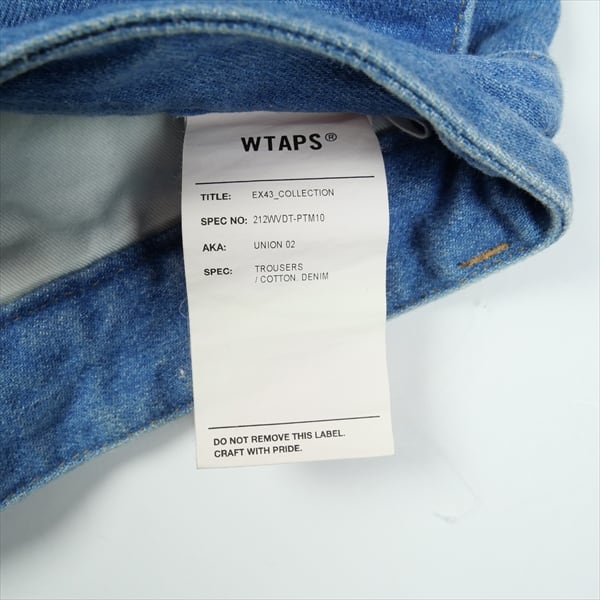 WTAPS®
TITLE: EX43_COLLECTION
SPEC NO: 212WVDT-PTM10
AKA: UNION 02
SPEC: TROUSERS
/ COTTON. DENIM
DO NOT REMOVE THIS LABEL.
CRAFT WITH PRIDE.